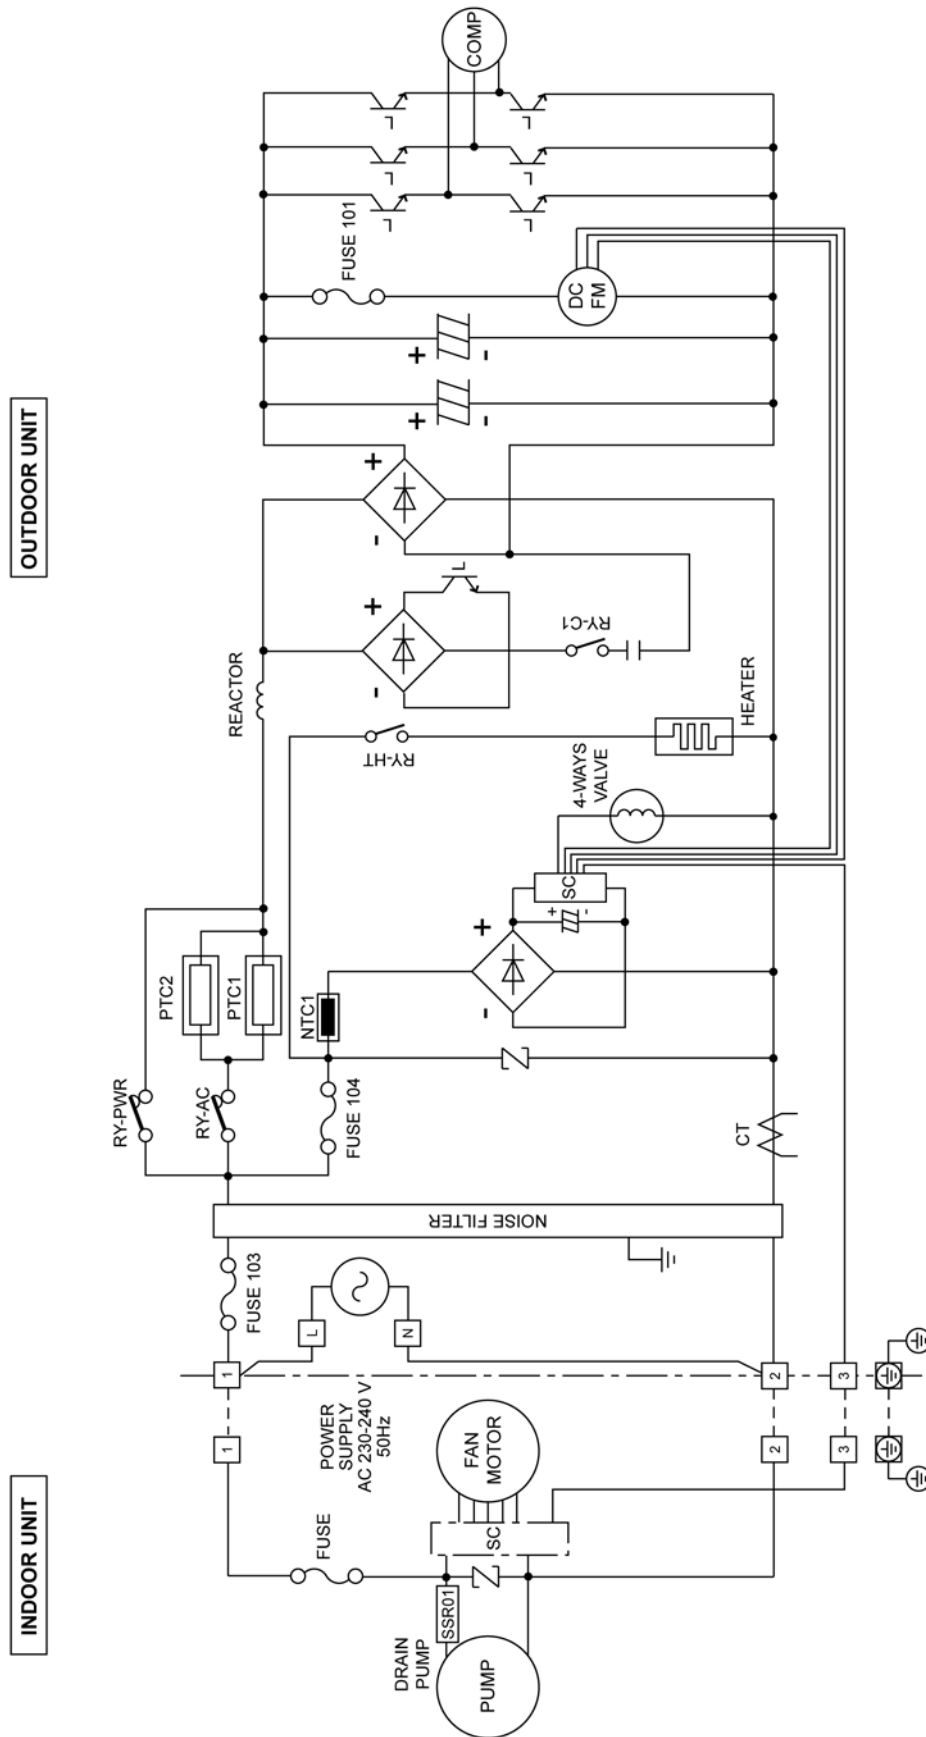 INDOOR UNIT
OUTDOOR UNIT
DRAIN
PUMP
PUMP
SSR01
FUSE
SC
FAN
MOTOR
POWER
SUPPLY
AC 230-240 V
50Hz
1
1
2
2
3
3
L
N
FUSE 103
NOISE FILTER
RY-PWR
RY-AC
FUSE 104
CT
PTC2
PTC1
NTC1
-
+
+
-
SC
4-WAYS
VALVE
HEATER
REACTOR
RY-HT
-
+
L
RY-C1
-
+
+
-
+
-
FUSE 101
DC
FM
L
L
L
L
L
L
COMP